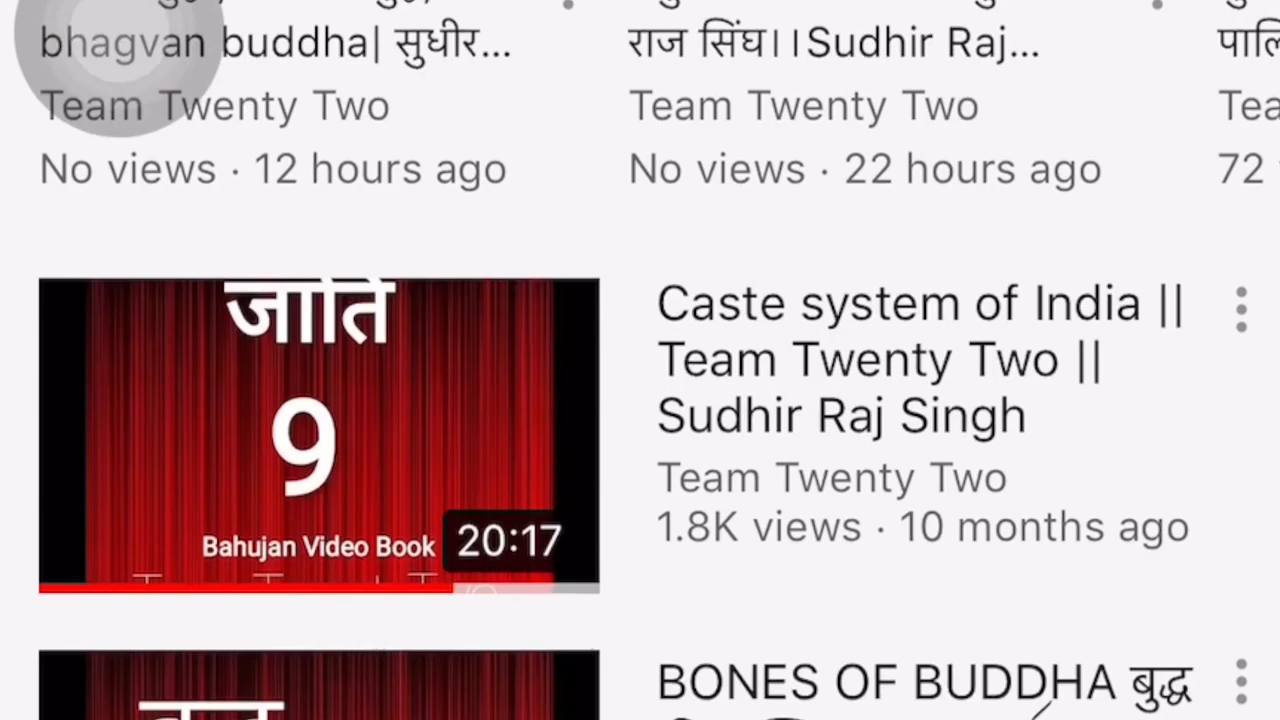 bhagvan buddha| सुधीर...
Team Twenty Two
No views · 12 hours ago
राज सिंघ।।Sudhir Raj...
Team Twenty Two
No views · 22 hours ago
72
जाति
9
Bahujan Video Book
20:17
Caste system of India ||
Team Twenty Two ||
Sudhir Raj Singh
Team Twenty Two
1.8K views · 10 months ago
BONES OF BUDDHA बुद्ध